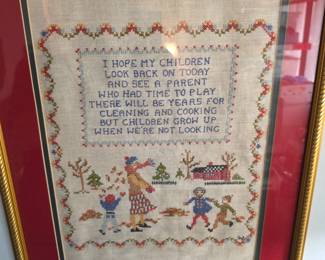 I HOPE MY CHILDREN
LOOK BACK ON TODAY
AND SEE A PARENT
WHO HAD TIME TO PLAY
THERE WILL BE YEARS FOR
CLEANING AND COOKING
BUT CHILDREN GROW UP
WHEN WE'RE NOT LOOKING